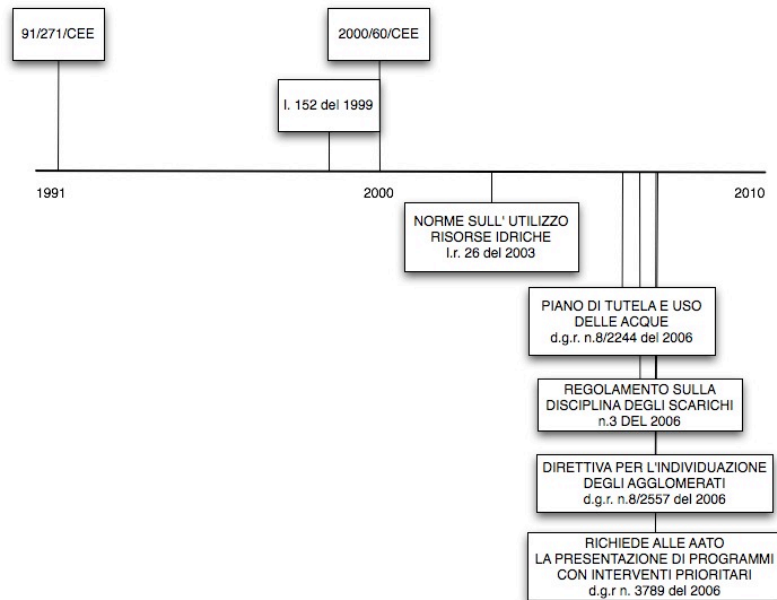 91/271/CEE
2000/60/CEE
l. 152 del 1999
1991
2000
2010
NORME SULL' UTILIZZO
RISORSE IDRICHE
l.r. 26 del 2003
PIANO DI TUTELA E USO
DELLE ACQUE
d.g.r. n.8/2244 del 2006
REGOLAMENTO SULLA
DISCIPLINA DEGLI SCARICHI
n.3 DEL 2006
DIRETTIVA PER L'INDIVIDUAZIONE
DEGLI AGGLOMERATI
d.g.r. n.8/2557 del 2006
RICHIEDE ALLE AATO
LA PRESENTAZIONE DI PROGRAMMI
CON INTERVENTI PRIORITARI
d.g.r n. 3789 del 2006